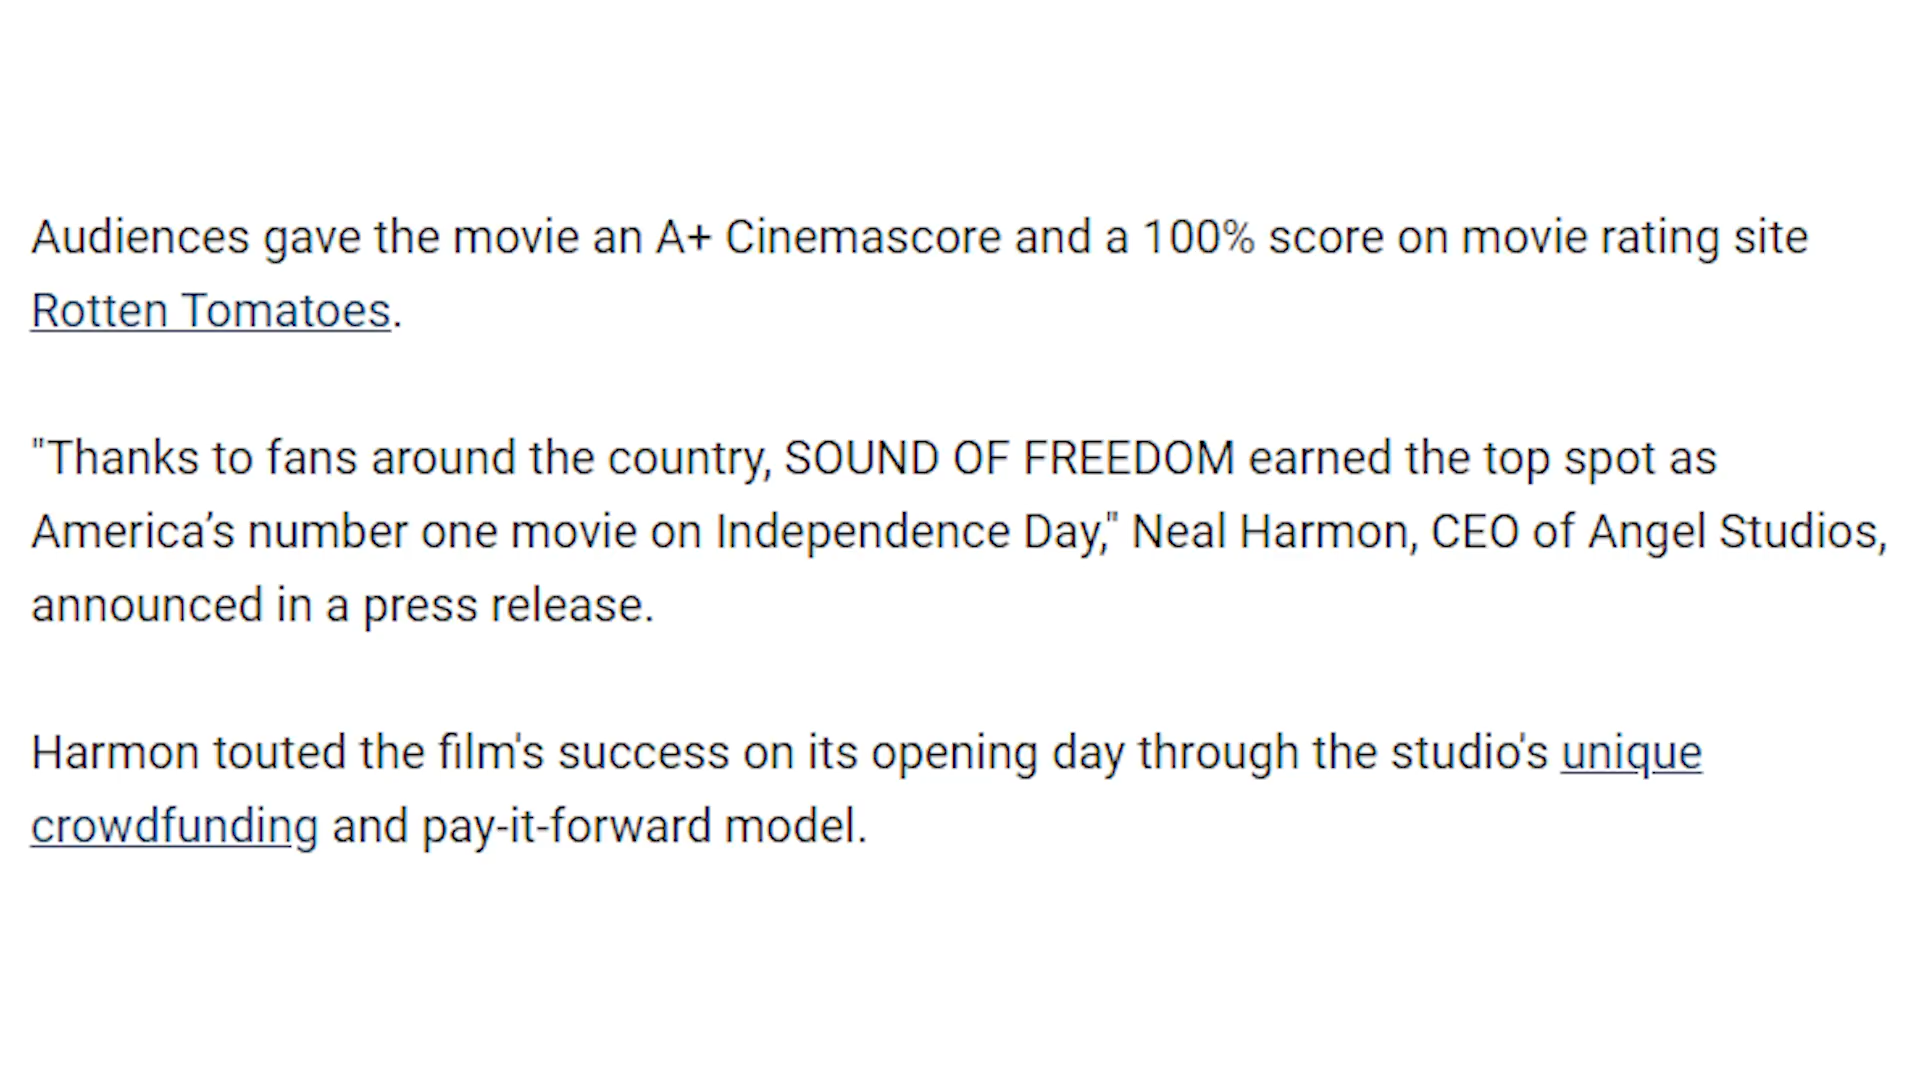 Audiences gave the movie an A+ Cinemascore and a 100% score on movie rating site
Rotten Tomatoes.
"Thanks to fans around the country, SOUND OF FREEDOM earned the top spot as
America’s number one movie on Independence Day," Neal Harmon, CEO of Angel Studios,
announced in a press release.
Harmon touted the film's success on its opening day through the studio's unique
crowdfunding and pay-it-forward model.